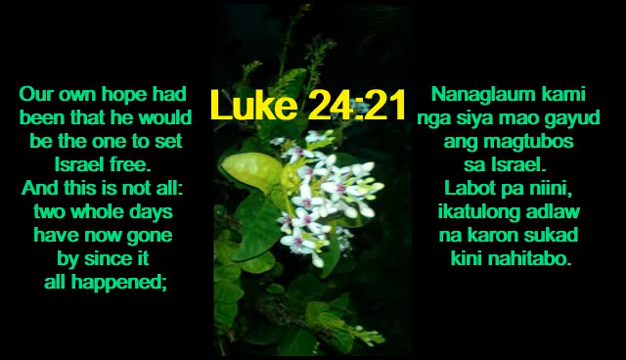 Our own hope had
been that he would
be the one to set
Israel free.
And this is not all:
two whole days
have now gone
by since it
all happened;
Luke 24:21
Nanaglaum kami
nga siya mao gayud
ang magtubos
sa Israel.
Labot pa niini,
ikatulong adlaw
na karon sukad
kini nahitabo.